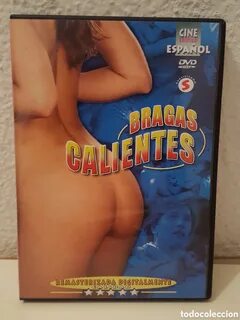 CINE
ESPAÑOL
DVD
S
BRAGAS
CALIENTES
REMASTERIZADA DIGITALMENTE
todocoleccion